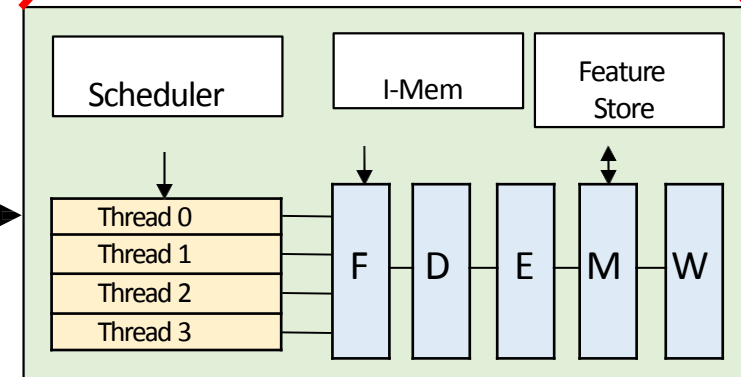 Scheduler
I-Mem
Feature
Store
Thread 0
Thread 1
Thread 2
Thread 3
F
D
E
M
W